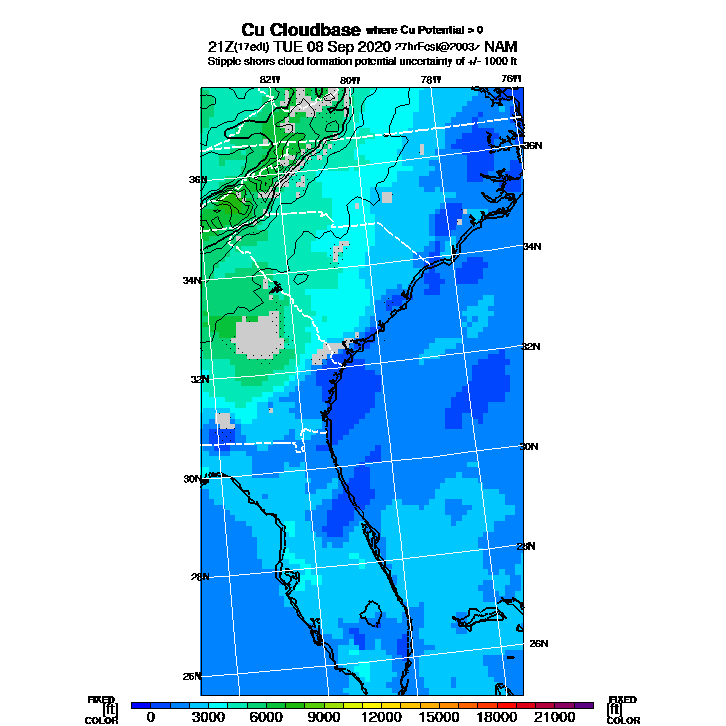 Cu Cloudbase where Cu Potential > 0
21Z(17edt) TUE 08 Sep 2020 27hrFcst@2003z NAM
Stipple shows cloud formation potential uncertainty of +/- 1000 ft
82W 80W 78W 76W
36N
36N
34N
34N
32N
32N
30N
30N
28N
28N
26N
26N
FIXED
[ft]
COLOR
0 3000 6000 9000 12000 15000 18000 21000
FIXED
[ft]
COLOR